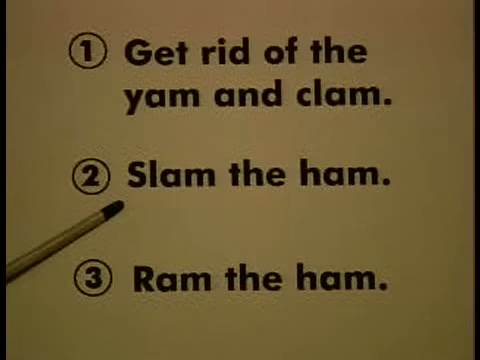 ① Get rid of the
yam and clam.
② Slam the ham.
③ Ram the ham.